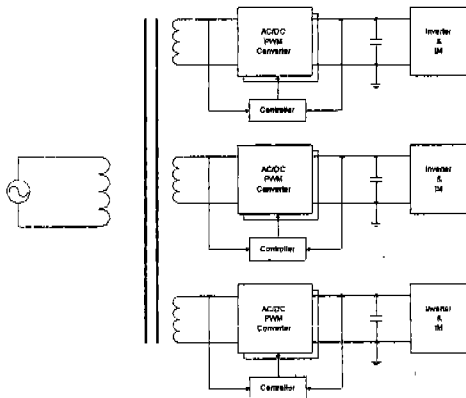 AC/DC
PWM
Converter
Inverter
&
IM
Controller
AC/DC
PWM
Converter
Inverter
&
IM
Controller
AC/DC
PWM
Converter
Inverter
&
IM
Controller